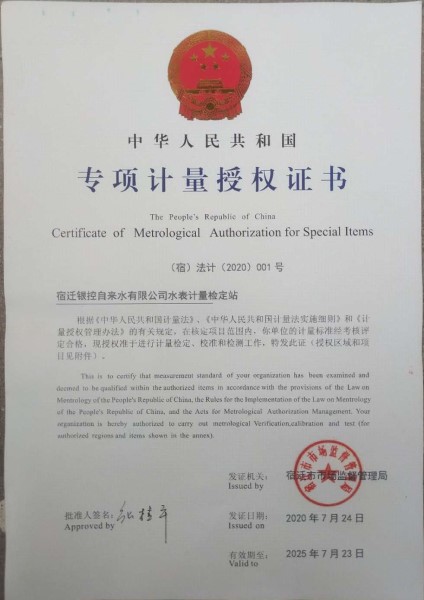 中华人民共和国
专项计量授权证书
The People's Republic of China
Certificate of Metrological Authorization for Special Items
（宿）法计（2020）001号
宿迁银控自来水有限公司水表计量检定站
根据《中华人民共和国计量法》、《中华人民共和国计量法实施细则》和《计
量授权管理办法》的有关规定，在核定项目范围内，你单位的计量标准经考核评
定合格，现授权准于进行计量检定、校准和检测工作，特发此证（授权区域和项
目见附件）。
This is to certify that measurement standard of your organization has been examined and
deemed to be qualified within the authorized items in accordance with the provisions of the Law on
Mentrology of the People's Republic of China, the Rules for the Implementation of the Law on Mentrology
of the People's Republic of China, and the Acts for Metrological Authorization Management. Your
organization is hereby authorized to carry out metrological Verification,calibration and test (for
authorized regions and items shown in the annex).
发证机关： 宿迁市市场监督管理局
Issued by
批准人签名：
Approved by
发证日期： 2020 年 7 月 24 日
Issued on
有效期至： 2025 年 7 月 23 日
Valid to